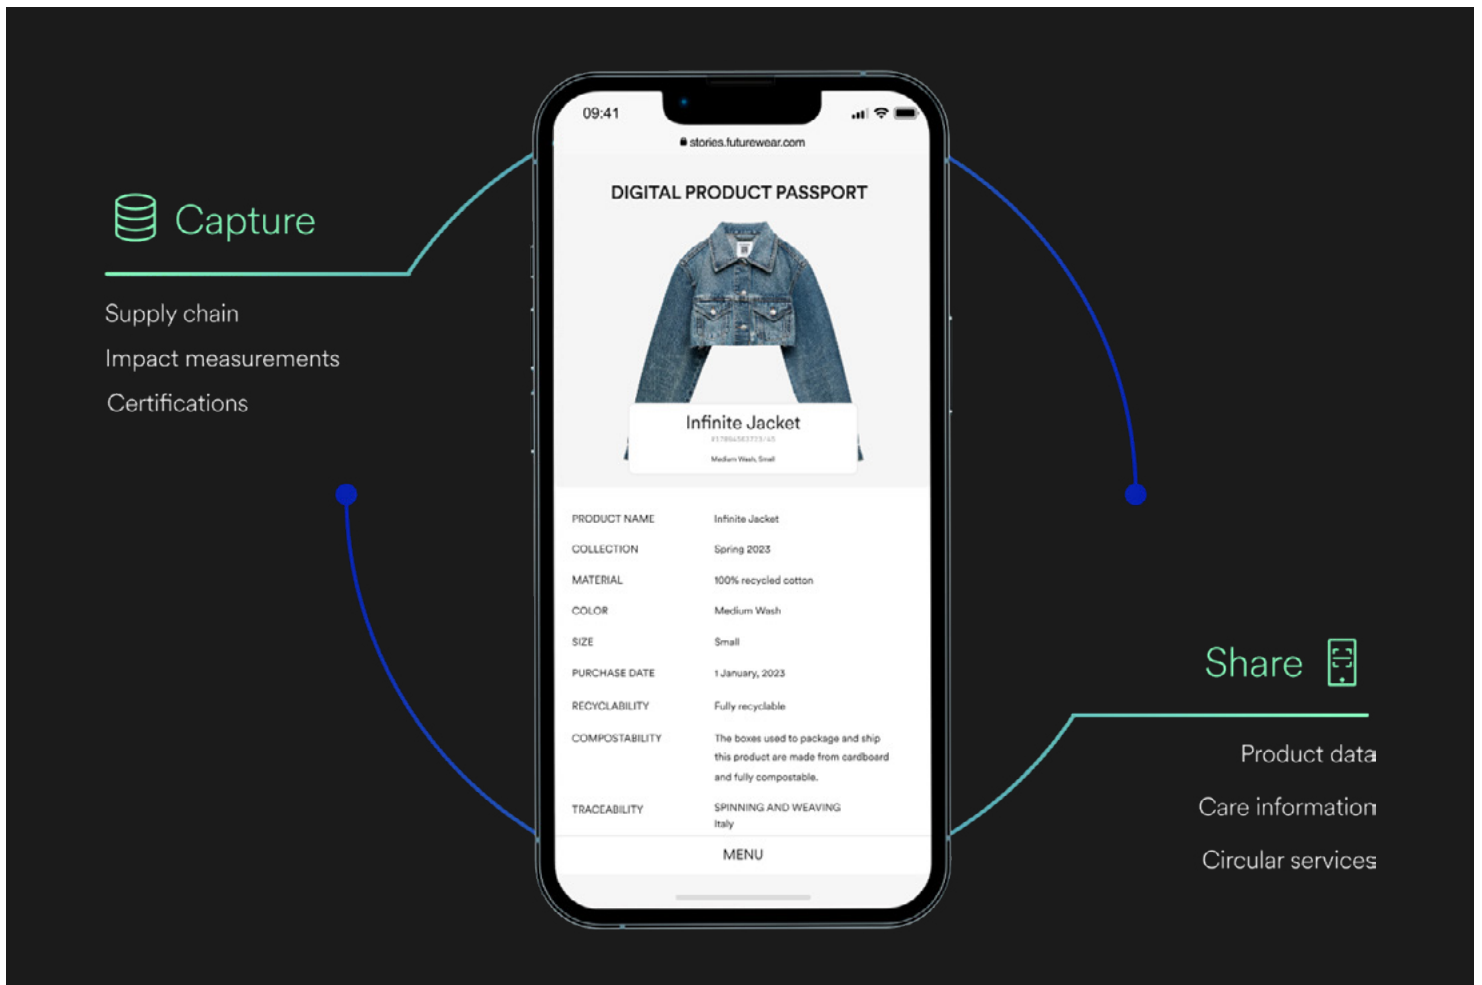 Capture
Supply chain
Impact measurements
Certifications
09:41
stories.futurewear.com
DIGITAL PRODUCT PASSPORT
Infinite Jacket
Medium Wash, Small
PRODUCT NAME Infinite Jacket
COLLECTION Spring 2023
MATERIAL 100% recycled cotton
COLOR Medium Wash
SIZE Small
PURCHASE DATE 1 January, 2023
RECYCLABILITY Fully recyclable
COMPOSTABILITY The boxes used to package and ship
this product are made from cardboard
and fully compostable.
TRACEABILITY SPINNING AND WEAVING
Italy
MENU
Share
Product data
Care information
Circular services